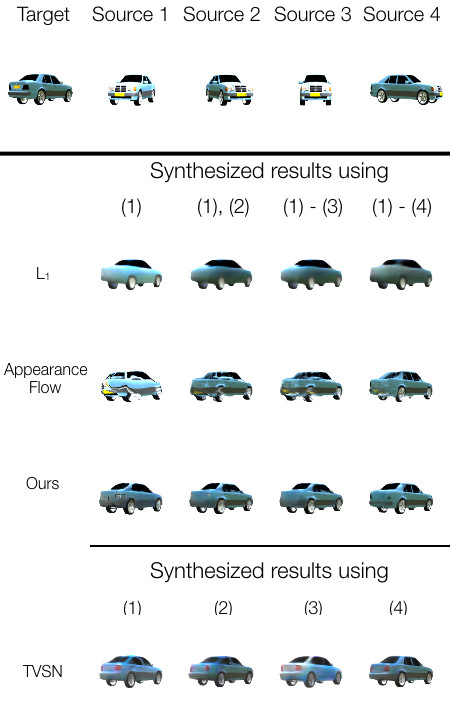 Target Source 1 Source 2 Source 3 Source 4
Synthesized results using
(1) (1), (2) (1) - (3) (1) - (4)
L₁
Appearance
Flow
Ours
Synthesized results using
(1) (2) (3) (4)
TVSN